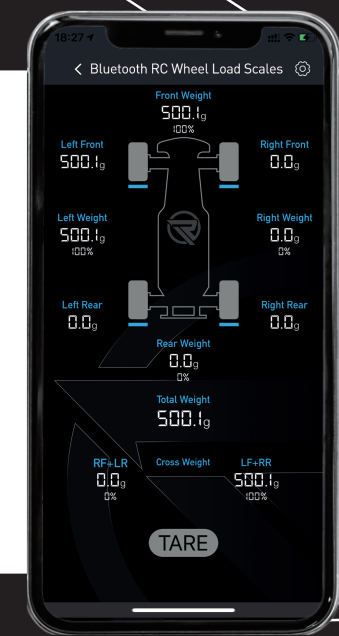 18:27
Bluetooth RC Wheel Load Scales
Front Weight
500.1g
100%
Left Front
500.1g
Right Front
0.0g
Left Weight
500.1g
100%
Right Weight
0.0g
0%
Left Rear
0.0g
Right Rear
0.0g
Rear Weight
0.0g
0%
Total Weight
500.1g
RF+LR
0.0g
0%
Cross Weight
LF+RR
500.1g
100%
TARE